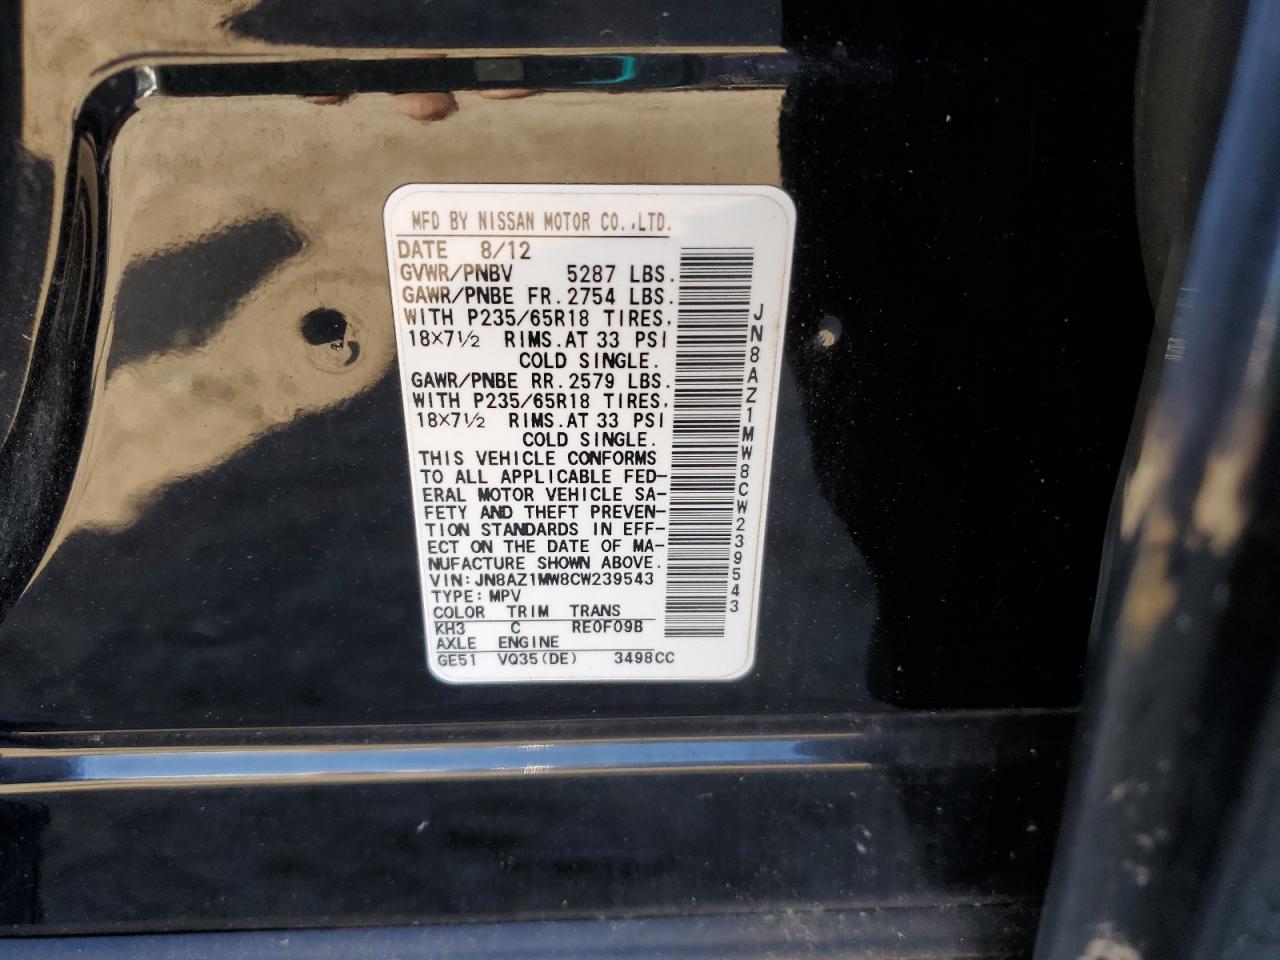 MFD BY NISSAN MOTOR CO.,LTD.
DATE 8/12
GVWR/PNBV 5287 LBS.
GAWR/PNBE FR.2754 LBS.
WITH P235/65R18 TIRES,
18×7½ RIMS.AT 33 PSI
COLD SINGLE.
GAWR/PNBE RR.2579 LBS.
WITH P235/65R18 TIRES,
18×7½ RIMS.AT 33 PSI
COLD SINGLE.
THIS VEHICLE CONFORMS
TO ALL APPLICABLE FED-
ERAL MOTOR VEHICLE SA-
FETY AND THEFT PREVEN-
TION STANDARDS IN EFF-
ECT ON THE DATE OF MA-
NUFACTURE SHOWN ABOVE.
VIN:JN8AZ1MW8CW239543
TYPE:MPV
COLOR TRIM TRANS
KH3 C RE0F09B
AXLE ENGINE
GE51 VQ35(DE) 3498CC
JN8AZ1MW8CW239543